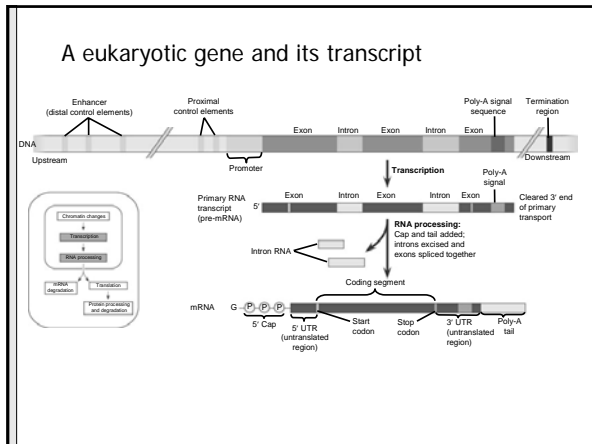 A eukaryotic gene and its transcript
Enhancer
(distal control elements)
Proximal
control elements
Poly-A signal
sequence
Termination
region
DNA
Exon
Intron
Exon
Intron
Exon
Upstream
Promoter
Downstream
Transcription
Poly-A
signal
Primary RNA
transcript
(pre-mRNA)
5′
Exon
Intron
Exon
Intron
Exon
Cleared 3′ end
of primary
transport
RNA processing:
Cap and tail added;
introns excised and
exons spliced together
Intron RNA
Chromatin changes
Transcription
RNA processing
mRNA
degradation
Translation
Protein processing
and degradation
Coding segment
mRNA
G
P
P
P
5′ Cap
5′ UTR
(untranslated
region)
Start
codon
Stop
codon
3′ UTR
(untranslated
region)
Poly-A
tail